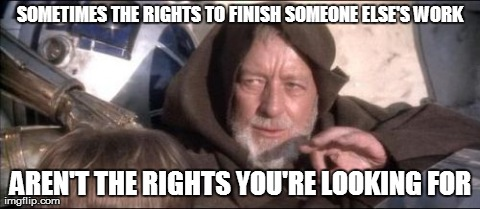 SOMETIMES THE RIGHTS TO FINISH SOMEONE ELSE'S WORK
AREN'T THE RIGHTS YOU'RE LOOKING FOR
imgflip.com